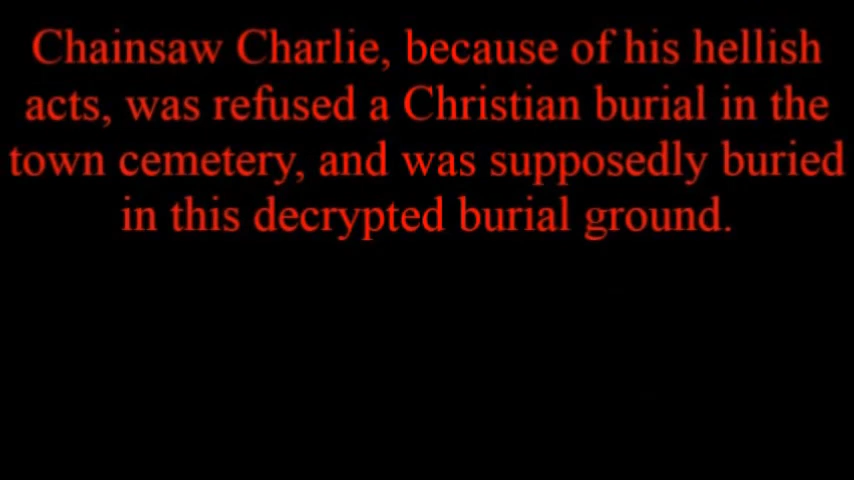 Chainsaw Charlie, because of his hellish
acts, was refused a Christian burial in the
town cemetery, and was supposedly buried
in this decrypted burial ground.